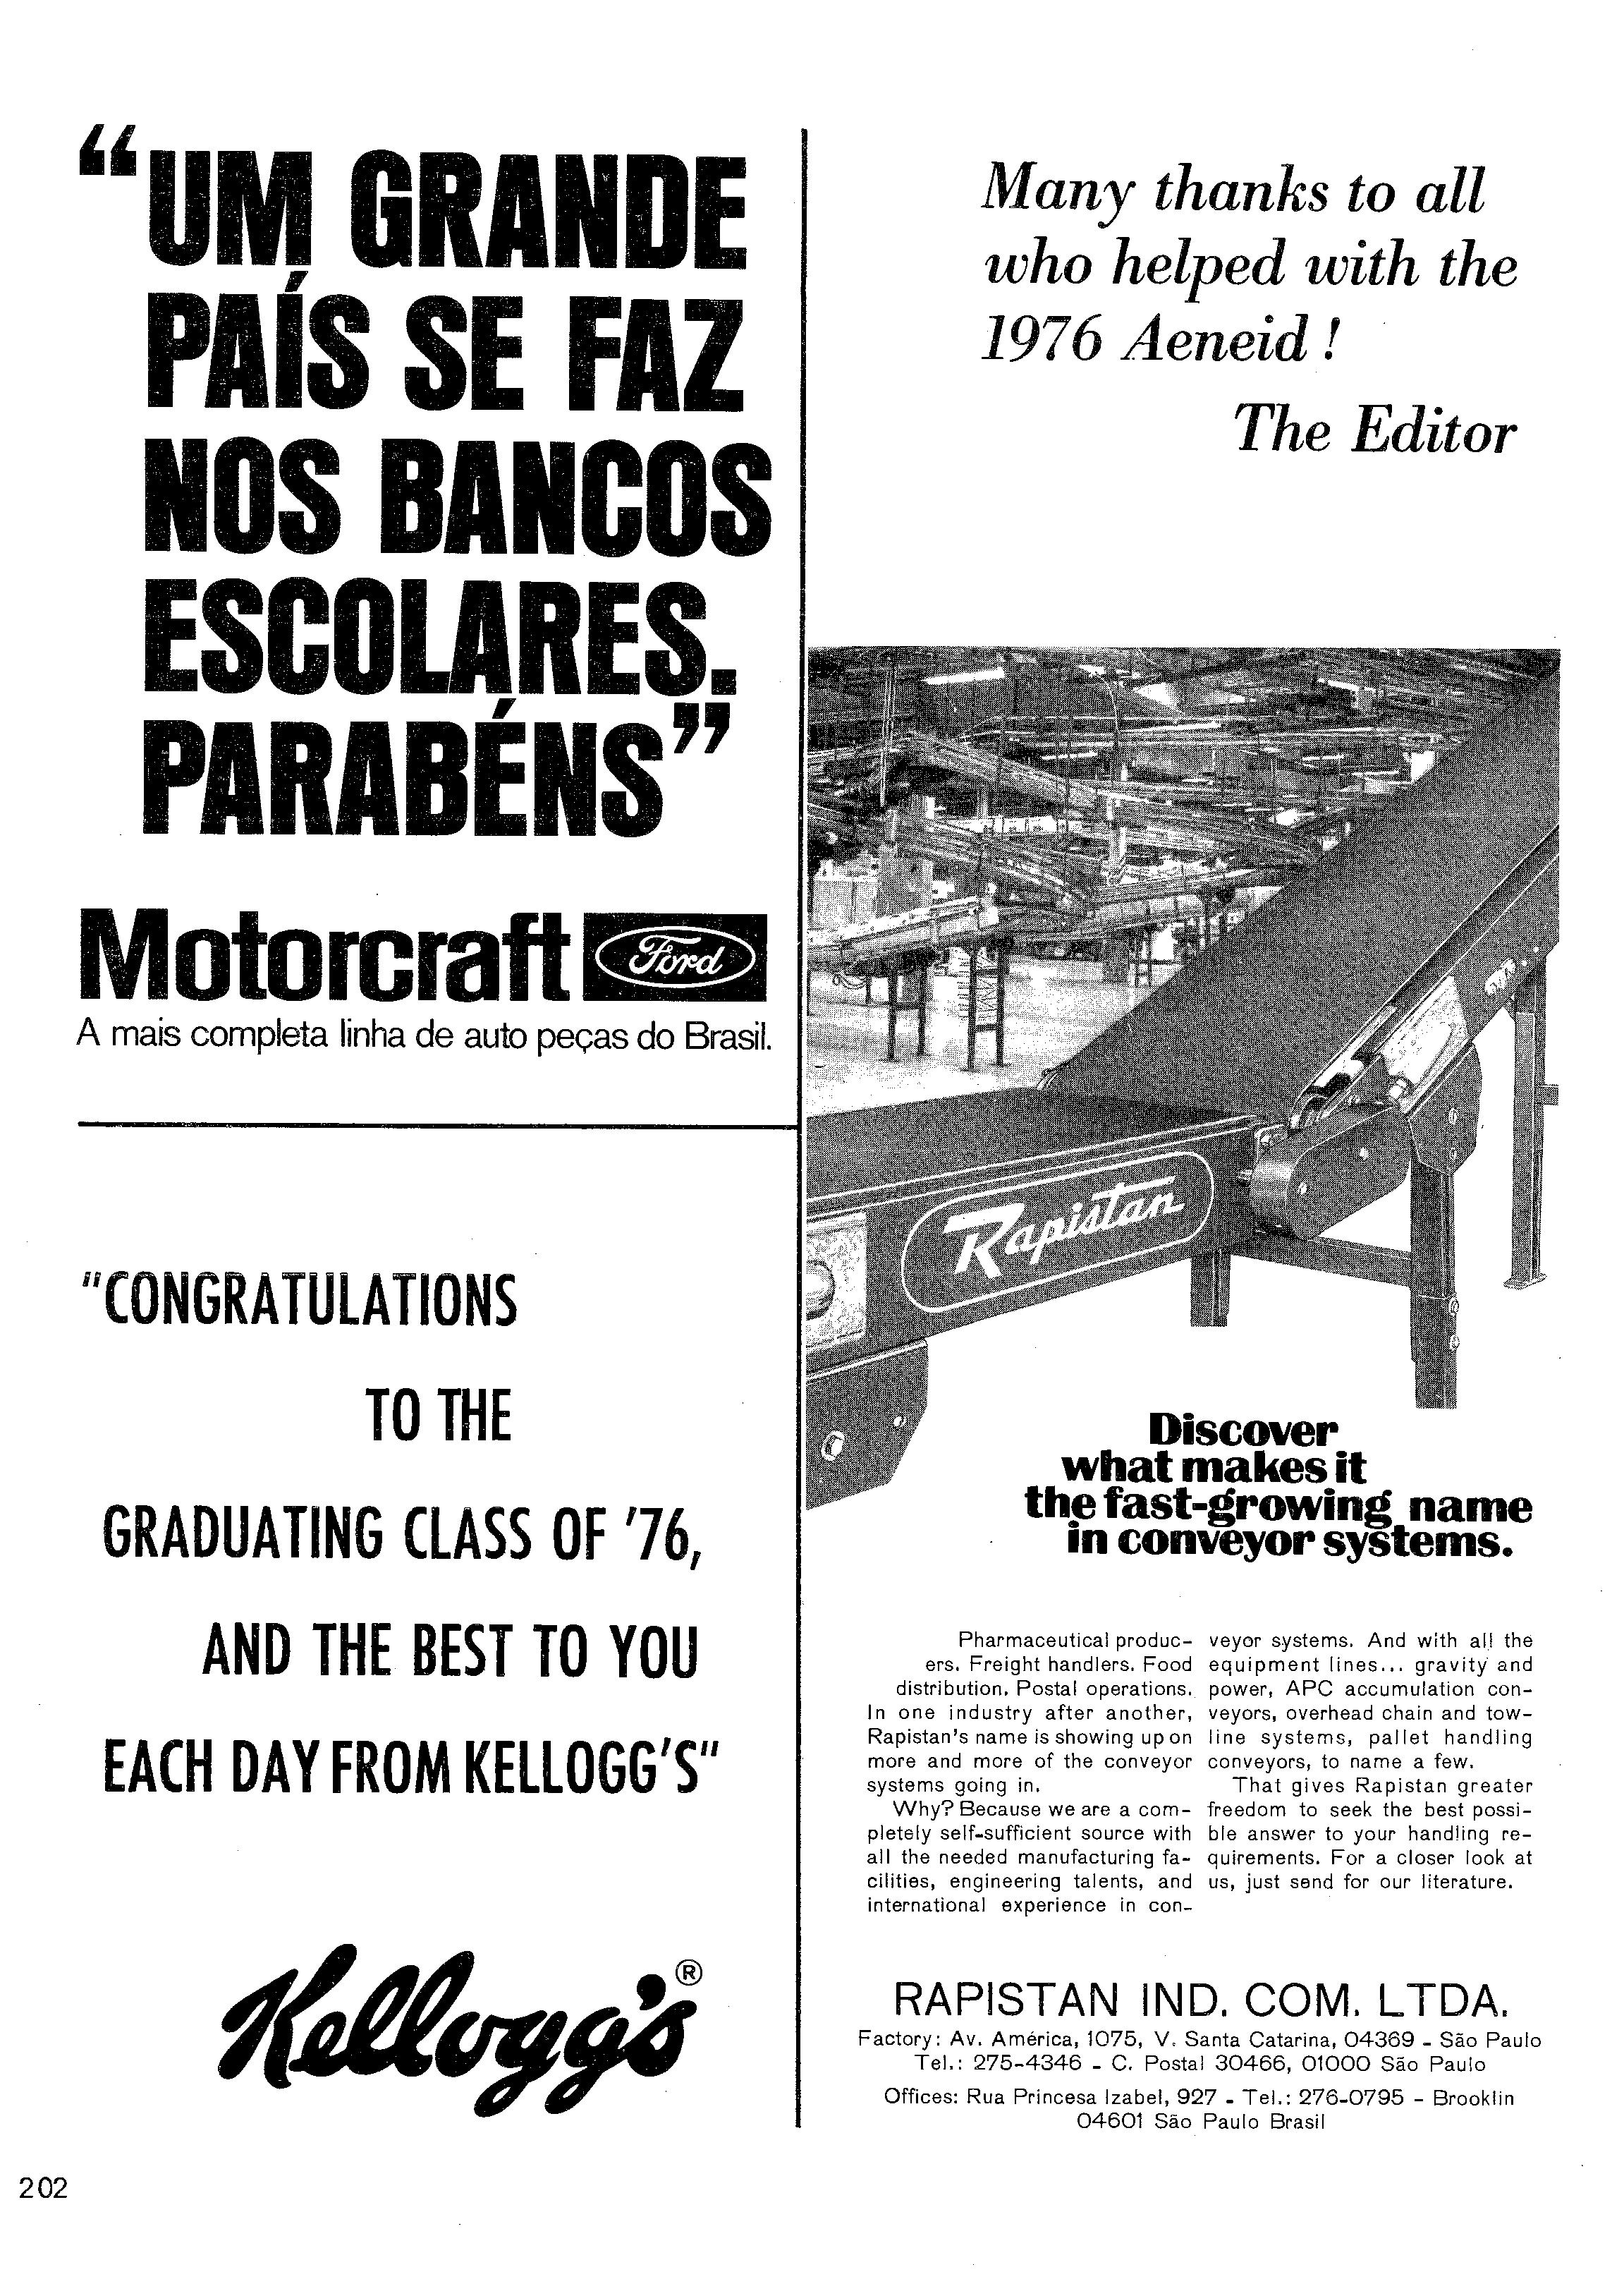 “UM GRANDE
PAÍS SE FAZ
NOS BANCOS
ESCOLARES.
PARABÉNS”
Motorcraft Ford
A mais completa linha de auto peças do Brasil.
"CONGRATULATIONS
TO THE
GRADUATING CLASS OF '76,
AND THE BEST TO YOU
EACH DAY FROM KELLOGG'S"
Kellogg's®
Many thanks to all
who helped with the
1976 Aeneid !
The Editor
Rapistan
Discover
what makes it
the fast-growing name
in conveyor systems.
Pharmaceutical produc-
ers. Freight handlers. Food
distribution. Postal operations.
In one industry after another,
Rapistan's name is showing up on
more and more of the conveyor
systems going in.
Why? Because we are a com-
pletely self-sufficient source with
all the needed manufacturing fa-
cilities, engineering talents, and
international experience in con-
veyor systems. And with all the
equipment lines... gravity and
power, APC accumulation con-
veyors, overhead chain and tow-
line systems, pallet handling
conveyors, to name a few.
That gives Rapistan greater
freedom to seek the best possi-
ble answer to your handling re-
quirements. For a closer look at
us, just send for our literature.
RAPISTAN IND. COM. LTDA.
Factory: Av. América, 1075, V. Santa Catarina, 04369 - São Paulo
Tel.: 275-4346 - C. Postal 30466, 01000 São Paulo
Offices: Rua Princesa Izabel, 927 - Tel.: 276-0795 - Brooklin
04601 São Paulo Brasil
202